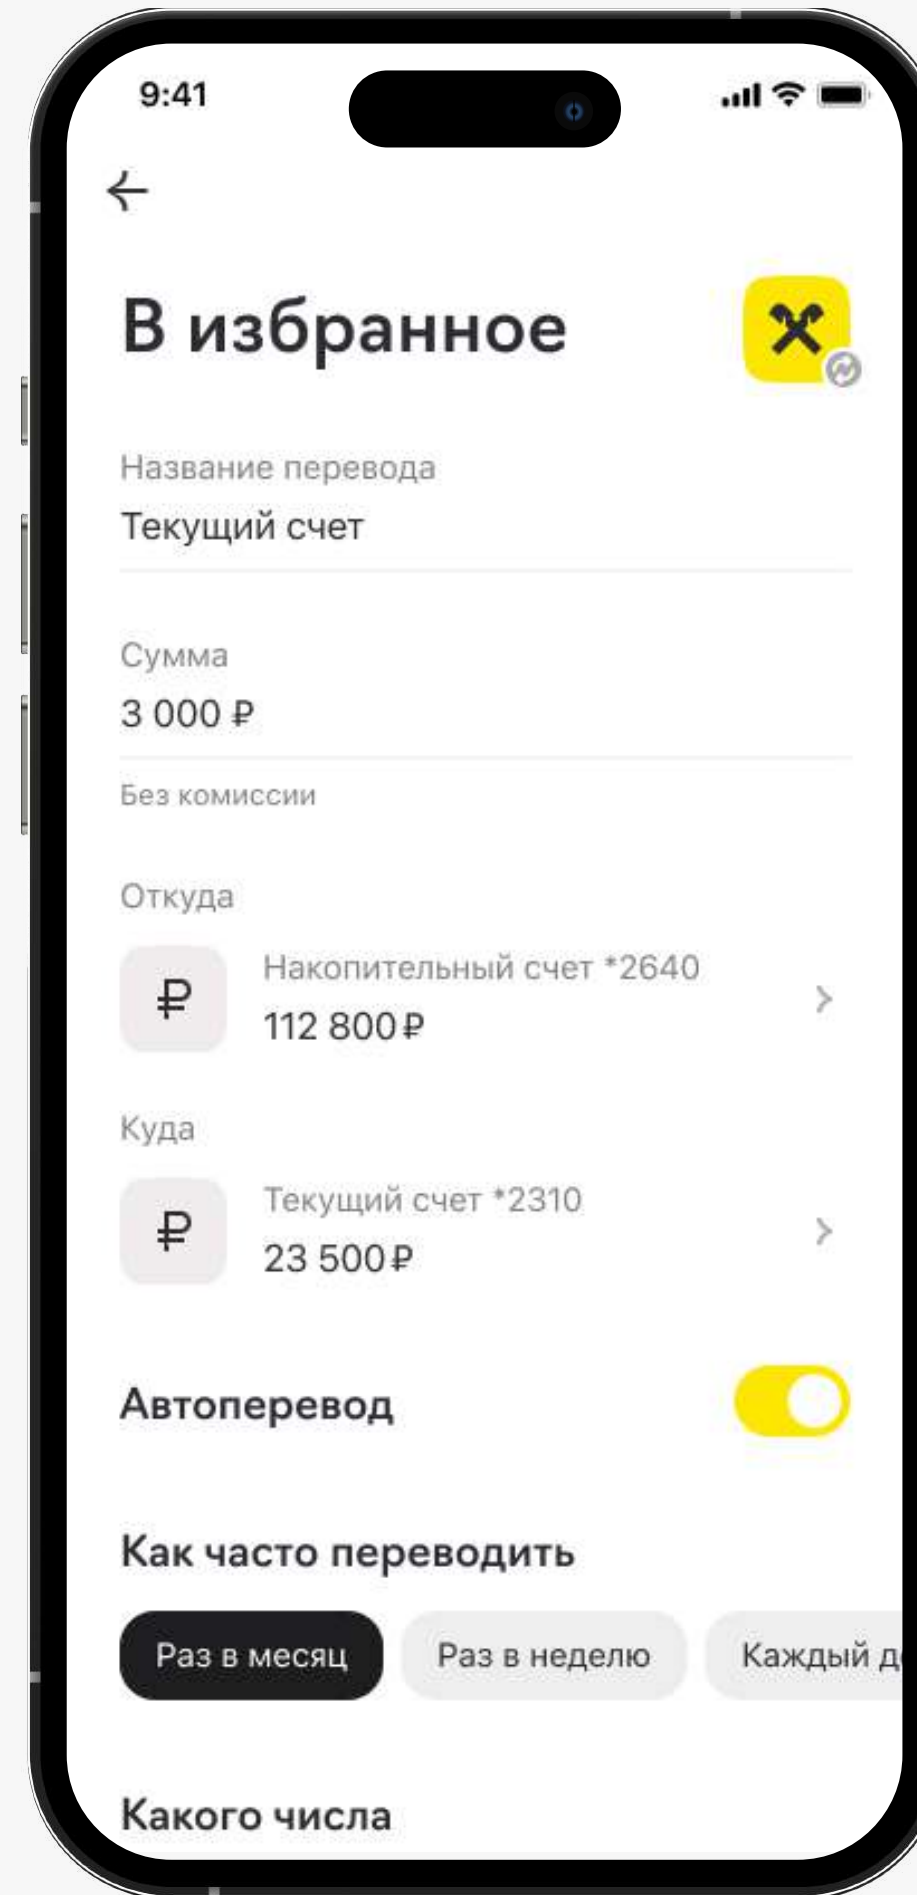 9:41
В избранное
Название перевода
Текущий счет
Сумма
3 000 ₽
Без комиссии
Откуда
₽
Накопительный счет *2640
112 800 ₽
Куда
₽
Текущий счет *2310
23 500 ₽
Автоперевод
Как часто переводить
Раз в месяц Раз в неделю Каждый
Какого числа